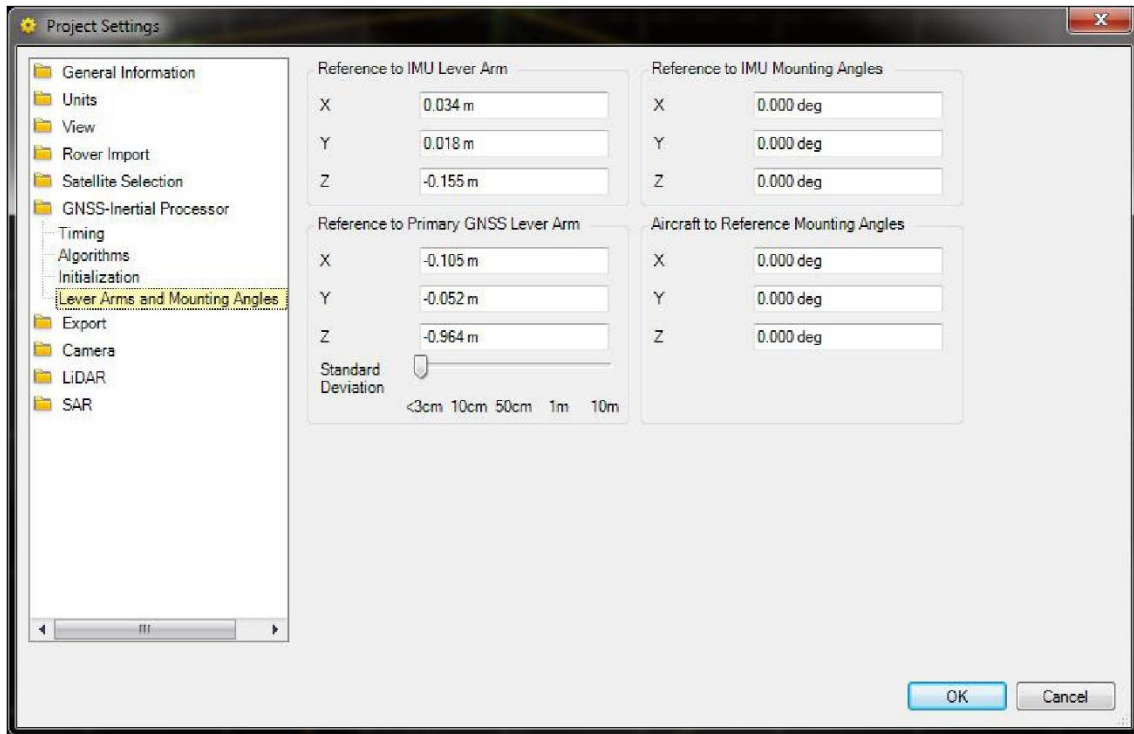 Project Settings
General Information
Units
View
Rover Import
Satellite Selection
GNSS-Inertial Processor
Timing
Algorithms
Initialization
Lever Arms and Mounting Angles
Export
Camera
LiDAR
SAR
Reference to IMU Lever Arm
X 0.034 m
Y 0.018 m
Z -0.155 m
Reference to IMU Mounting Angles
X 0.000 deg
Y 0.000 deg
Z 0.000 deg
Reference to Primary GNSS Lever Arm
X -0.105 m
Y -0.052 m
Z -0.964 m
Standard
Deviation
<3cm 10cm 50cm 1m 10m
Aircraft to Reference Mounting Angles
X 0.000 deg
Y 0.000 deg
Z 0.000 deg
OK Cancel